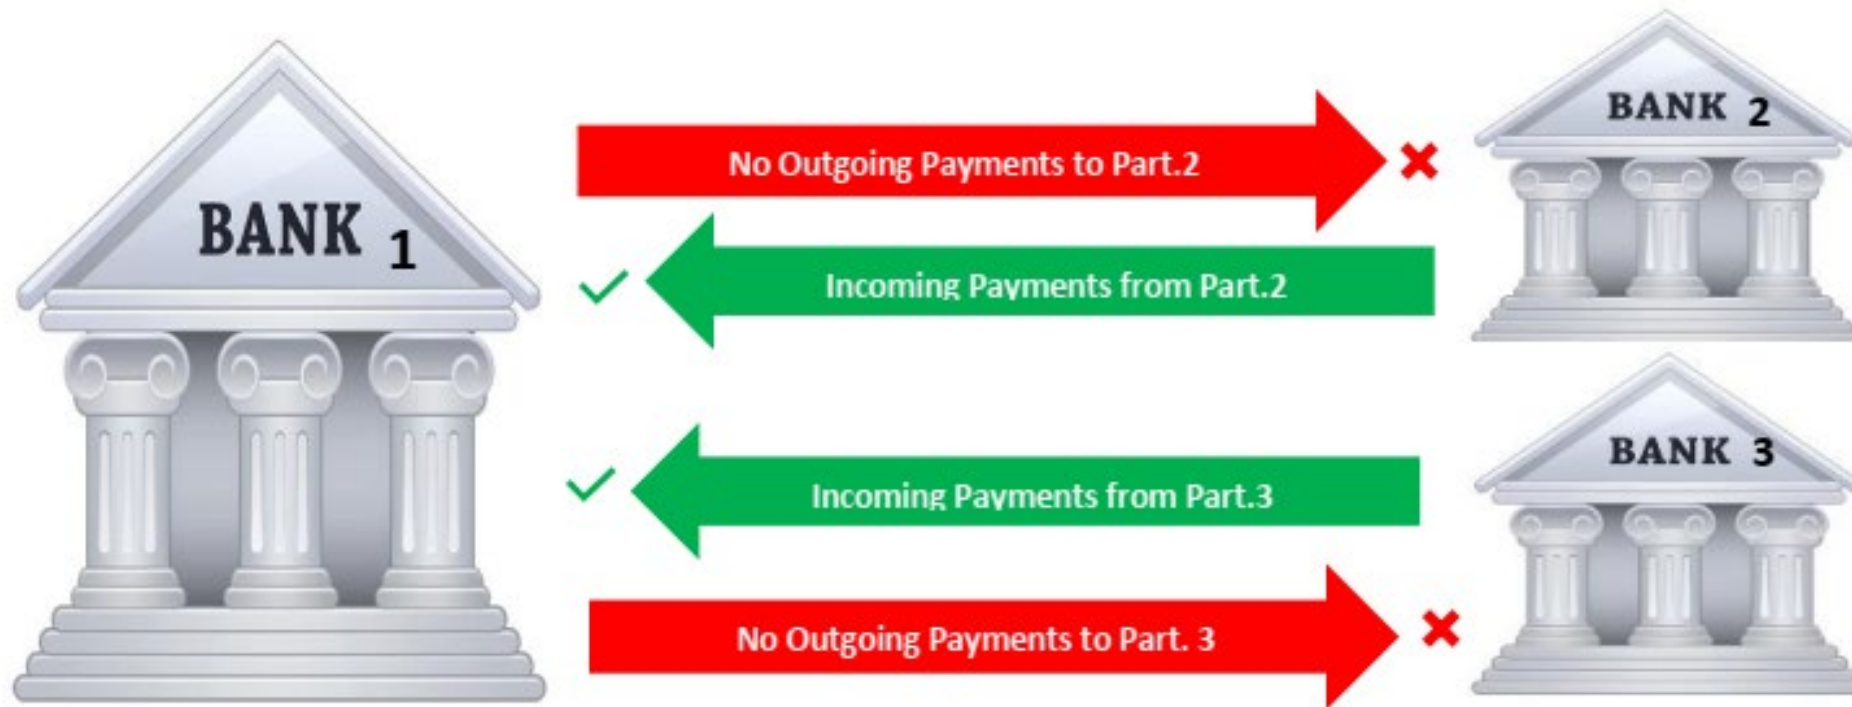 BANK 1
BANK 2
No Outgoing Payments to Part.2
Incoming Payments from Part.2
BANK 3
Incoming Payments from Part.3
No Outgoing Payments to Part. 3